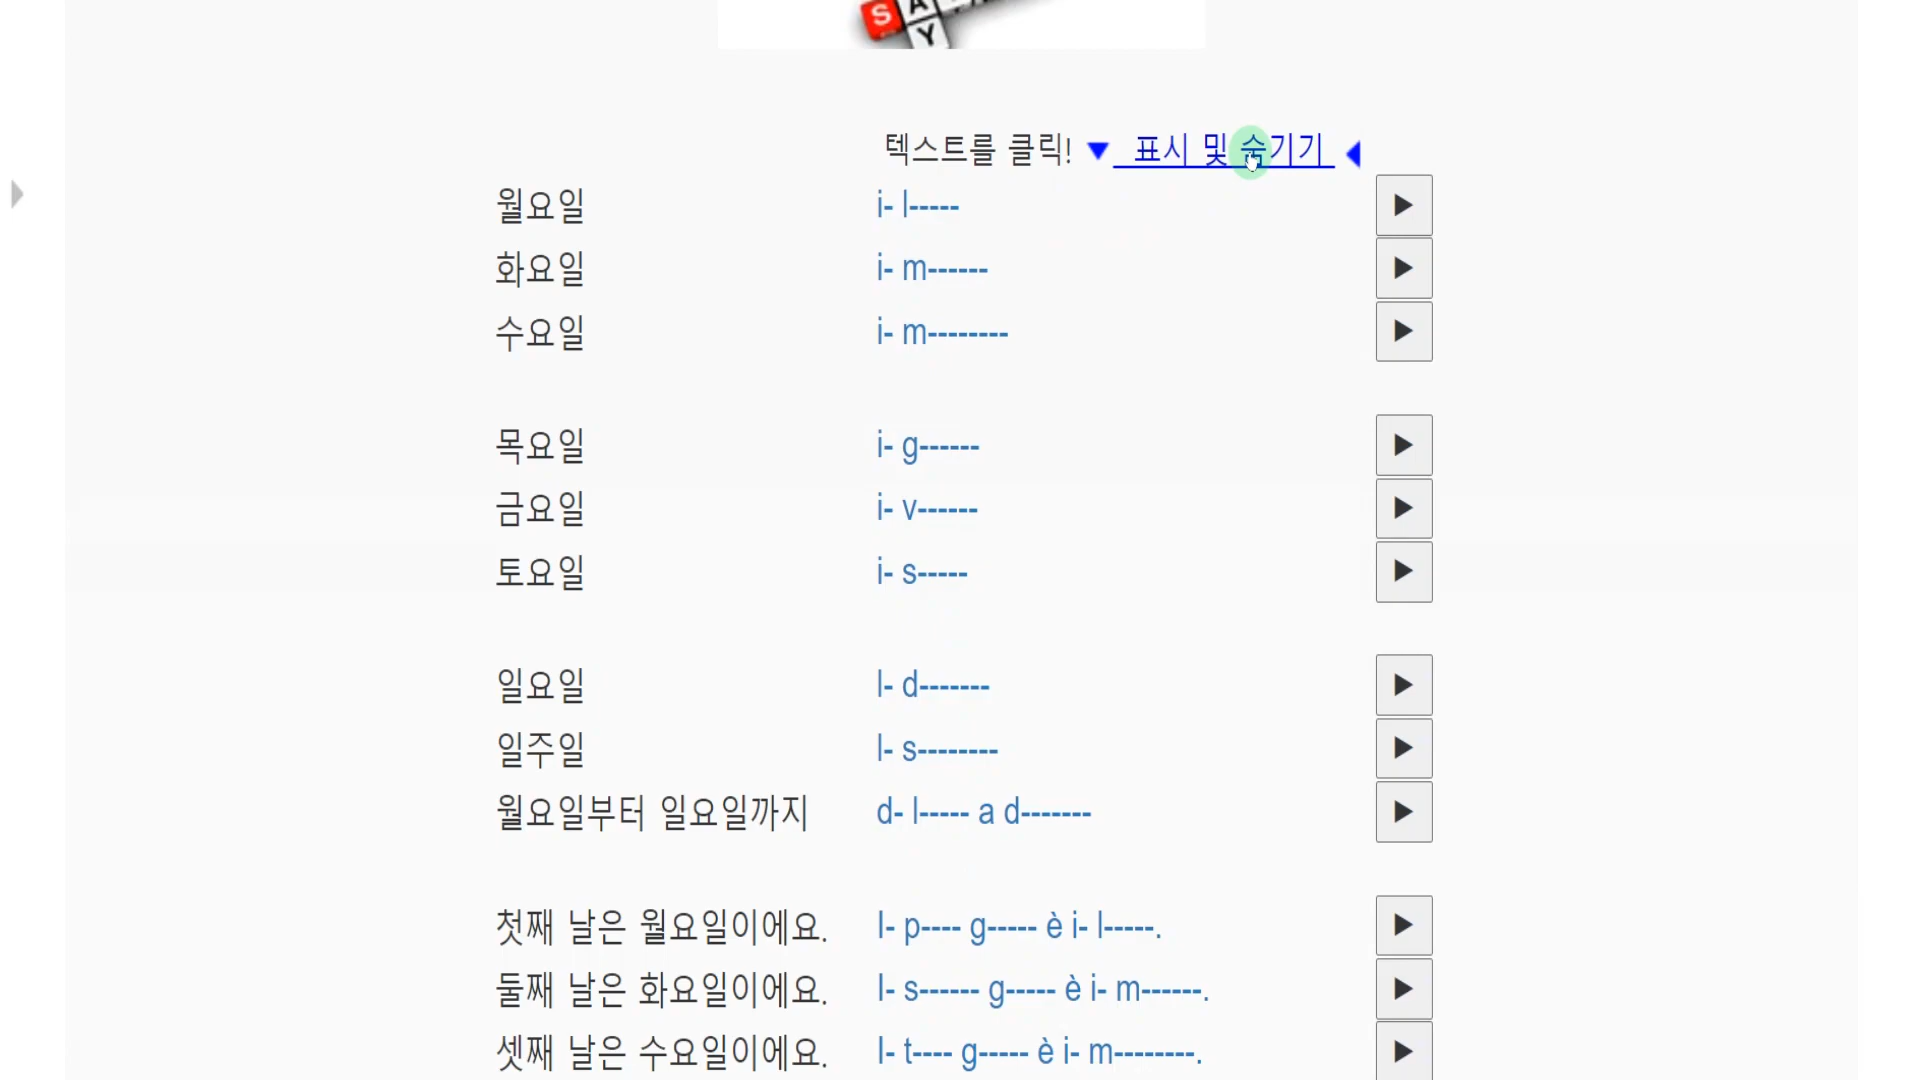 S A
Y
텍스트를 클릭! ▼ 표시 및 숨기기 ◀
월요일 i- l-----
화요일 i- m------
수요일 i- m--------
목요일 i- g------
금요일 i- v------
토요일 i- s-----
일요일 l- d-------
일주일 l- s--------
월요일부터 일요일까지 d- l----- a d-------
첫째 날은 월요일이에요. I- p---- g----- è i- l-----.
둘째 날은 화요일이에요. I- s------ g----- è i- m------.
셋째 날은 수요일이에요. I- t---- g----- è i- m--------.